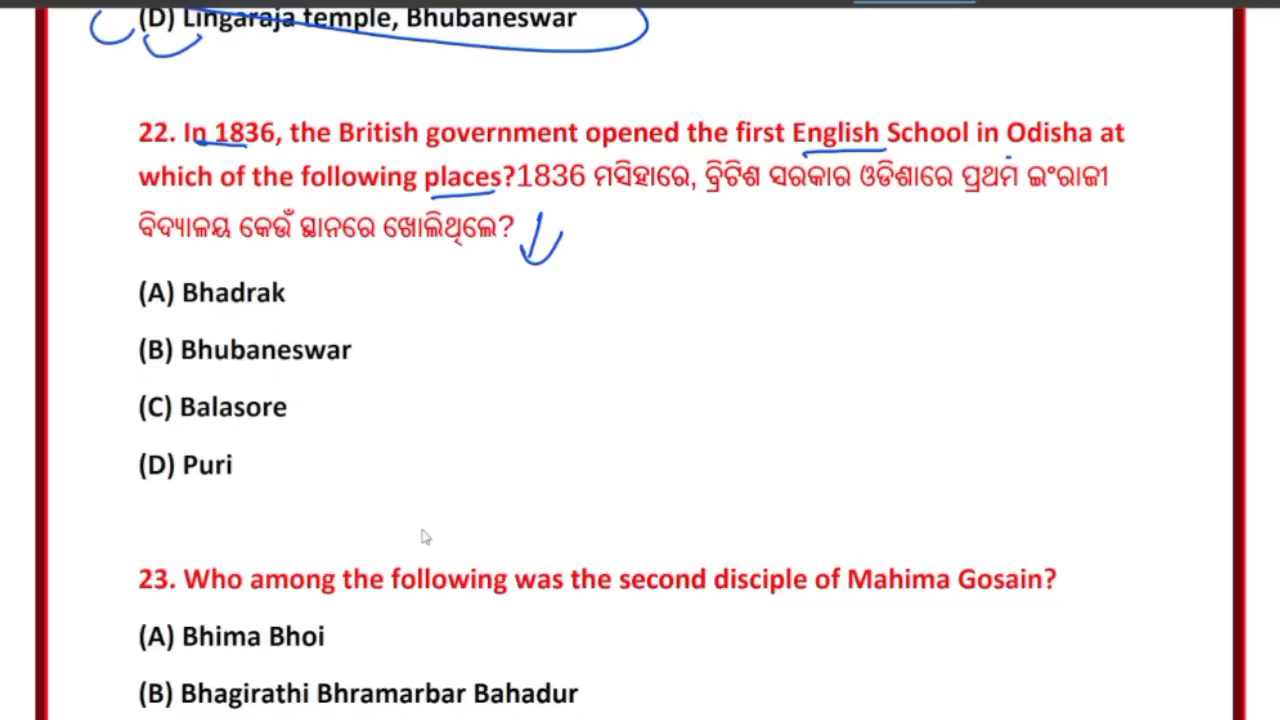 (D) Lingaraja temple, Bhubaneswar
22. In 1836, the British government opened the first English School in Odisha at
which of the following places?1836 ମସିହାରେ, ବ୍ରିଟିଶ ସରକାର ଓଡିଶାରେ ପ୍ରଥମ ଇଂରାଜୀ
ବିଦ୍ୟାଳୟ କେଉଁ ସ୍ଥାନରେ ଖୋଲିଥିଲେ?
(A) Bhadrak
(B) Bhubaneswar
(C) Balasore
(D) Puri
23. Who among the following was the second disciple of Mahima Gosain?
(A) Bhima Bhoi
(B) Bhagirathi Bhramarbar Bahadur